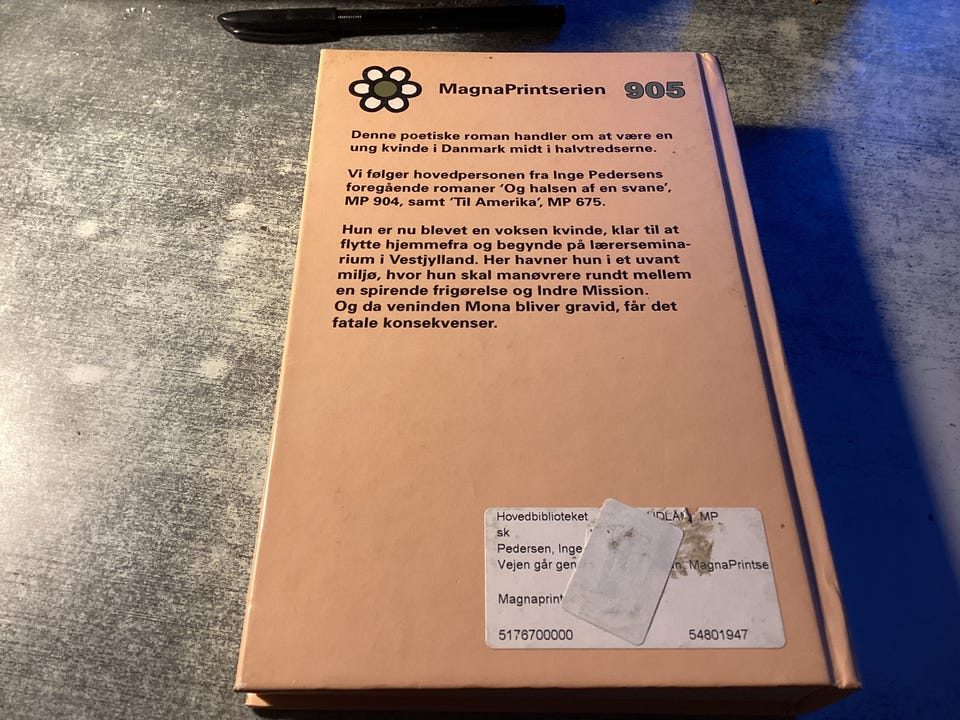 MagnaPrintserien 905
Denne poetiske roman handler om at være en
ung kvinde i Danmark midt i halvtredserne.
Vi følger hovedpersonen fra Inge Pedersens
foregående romaner ‘Og halsen af en svane’,
MP 904, samt ‘Til Amerika’, MP 675.
Hun er nu blevet en voksen kvinde, klar til at
flytte hjemmefra og begynde på lærersemina-
rium i Vestjylland. Her havner hun i et uvant
miljø, hvor hun skal manøvrere rundt mellem
en spirende frigørelse og Indre Mission.
Og da veninden Mona bliver gravid, får det
fatale konsekvenser.
Hovedbiblioteket MP
sk
Pedersen, Inge
Vejen går MagnaPrintse
Magnaprint
5176700000 54801947